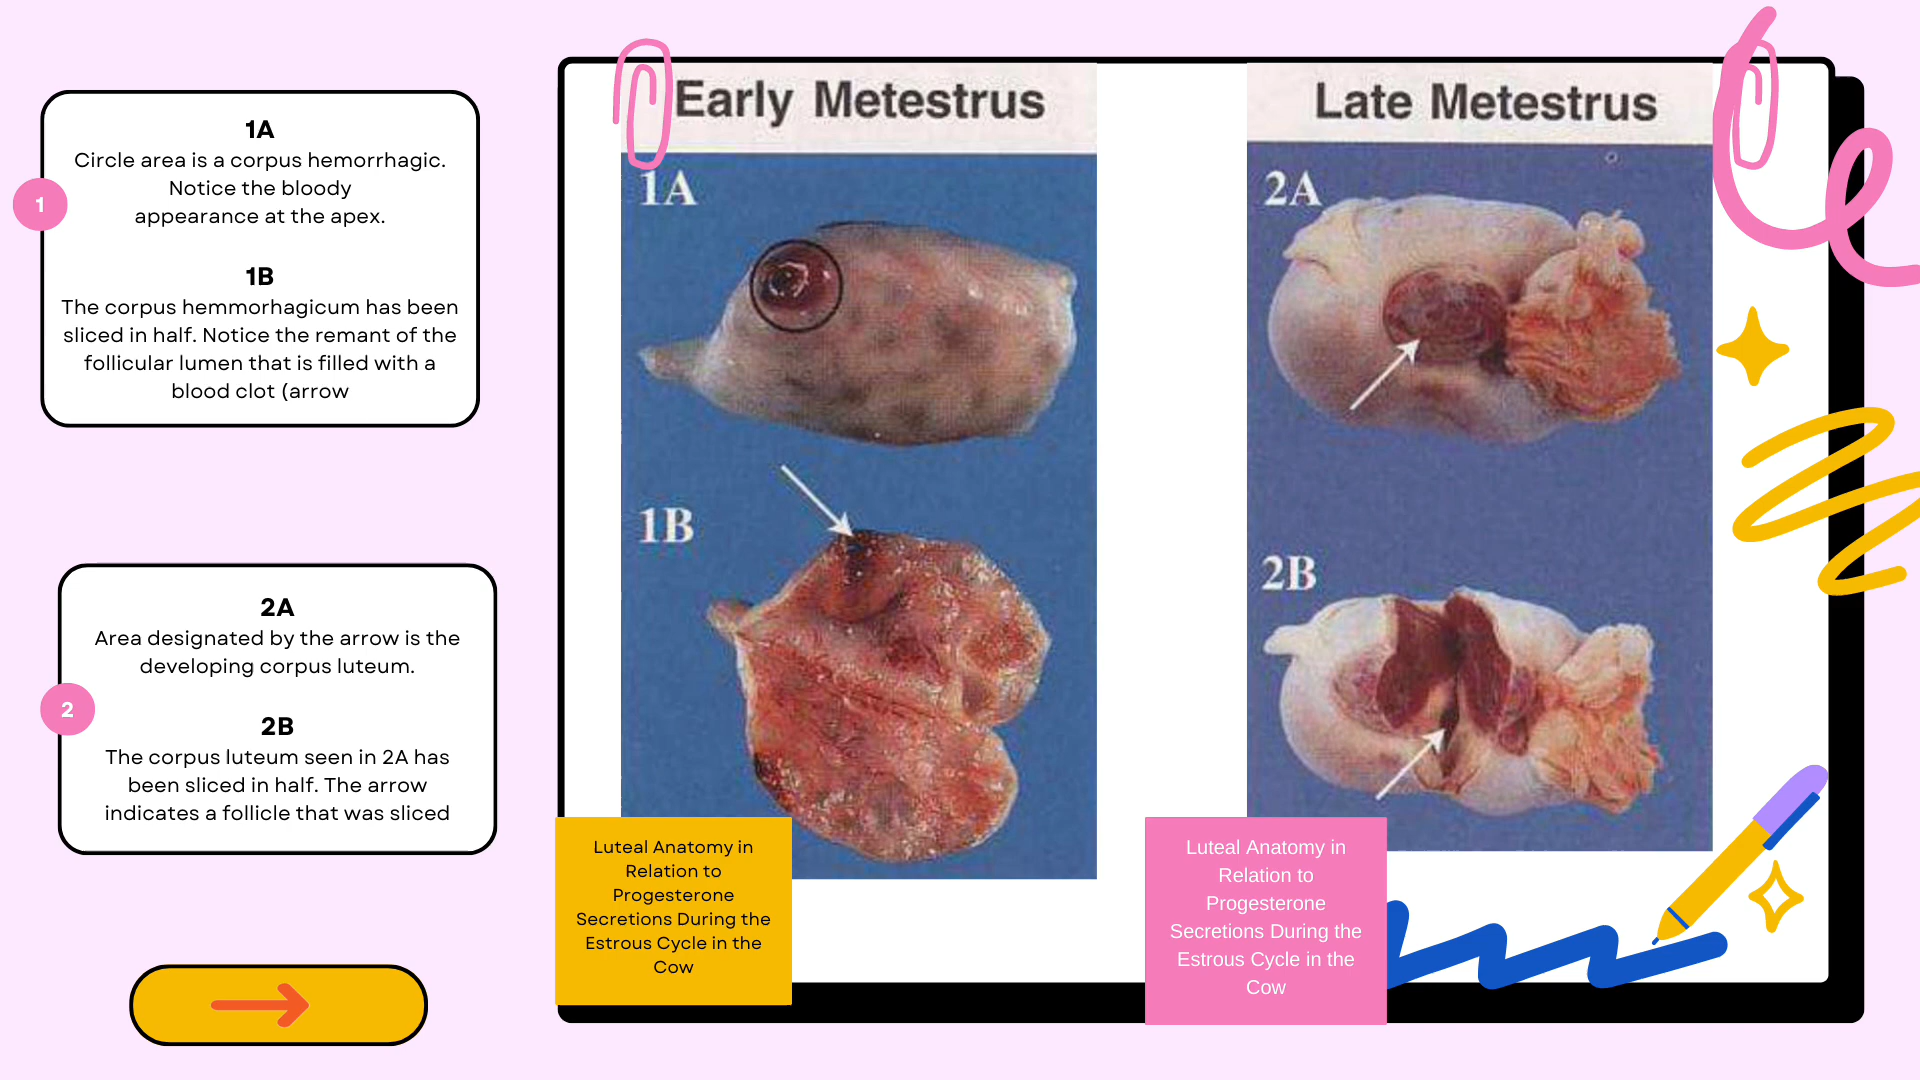 1A
Circle area is a corpus hemorrhagic.
Notice the bloody
appearance at the apex.
1B
The corpus hemmorhagicum has been
sliced in half. Notice the remant of the
follicular lumen that is filled with a
blood clot (arrow
1
2A
Area designated by the arrow is the
developing corpus luteum.
2B
The corpus luteum seen in 2A has
been sliced in half. The arrow
indicates a follicle that was sliced
2
Early Metestrus
1A
1B
Luteal Anatomy in
Relation to
Progesterone
Secretions During the
Estrous Cycle in the
Cow
Late Metestrus
2A
2B
Luteal Anatomy in
Relation to
Progesterone
Secretions During the
Estrous Cycle in the
Cow